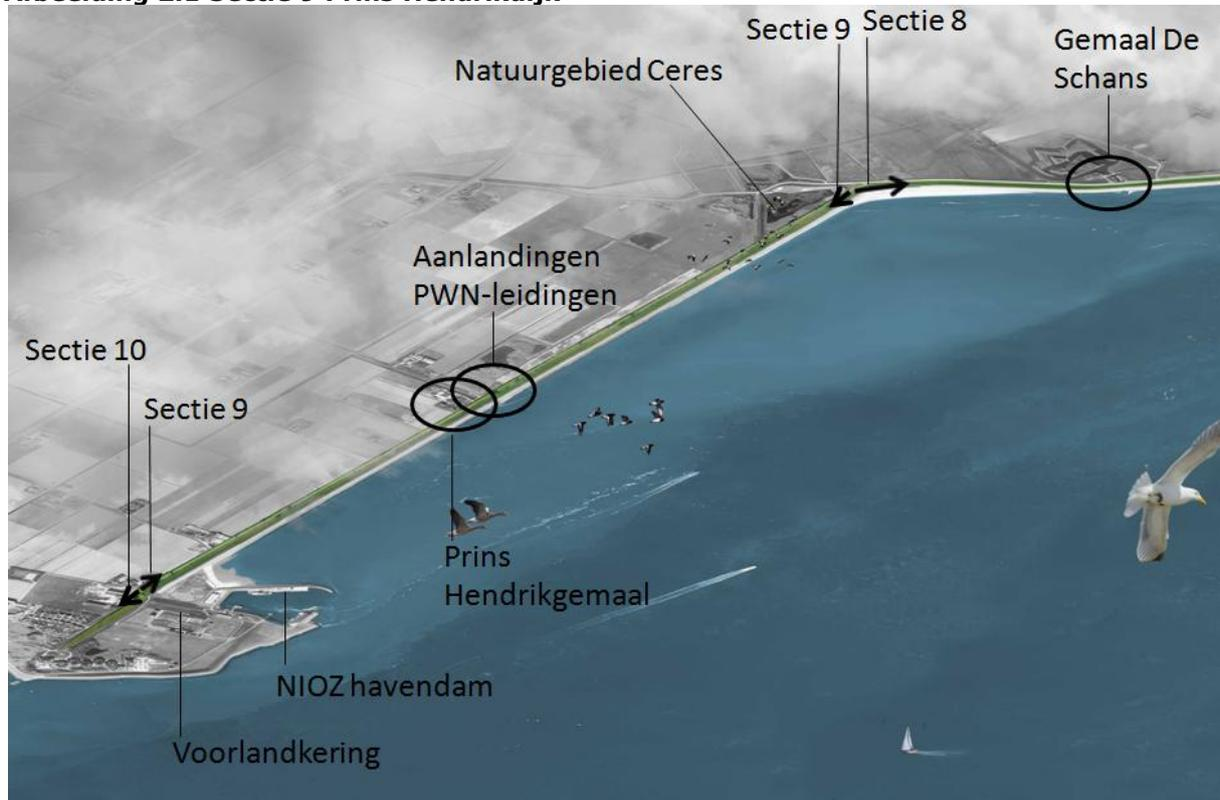 Sectie 9 Sectie 8
Gemaal De
Schans
Natuurgebied Ceres
Aanlandingen
PWN-leidingen
Sectie 10
Sectie 9
Prins
Hendrikgemaal
NIOZ havendam
Voorlandkering